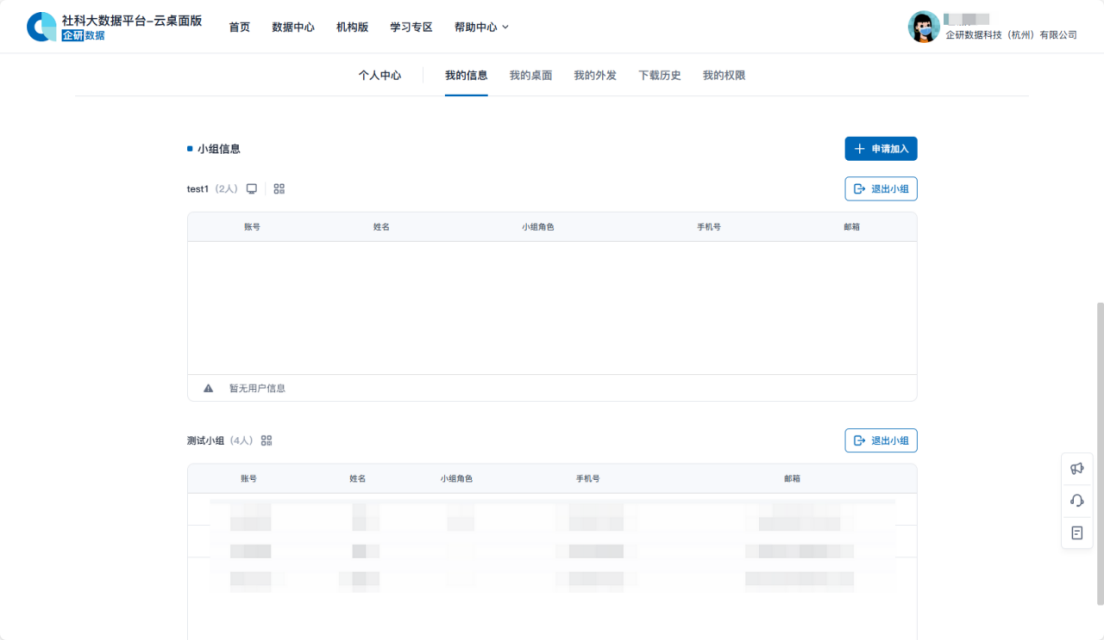 社科大数据平台-云桌面版
企研数据
首页 数据中心 机构版 学习专区 帮助中心
企研数据科技（杭州）有限公司
个人中心 我的信息 我的桌面 我的外发 下载历史 我的权限
小组信息
申请加入
test1（2人）
退出小组
账号 姓名 小组角色 手机号 邮箱
暂无用户信息
测试小组（4人）
退出小组
账号 姓名 小组角色 手机号 邮箱